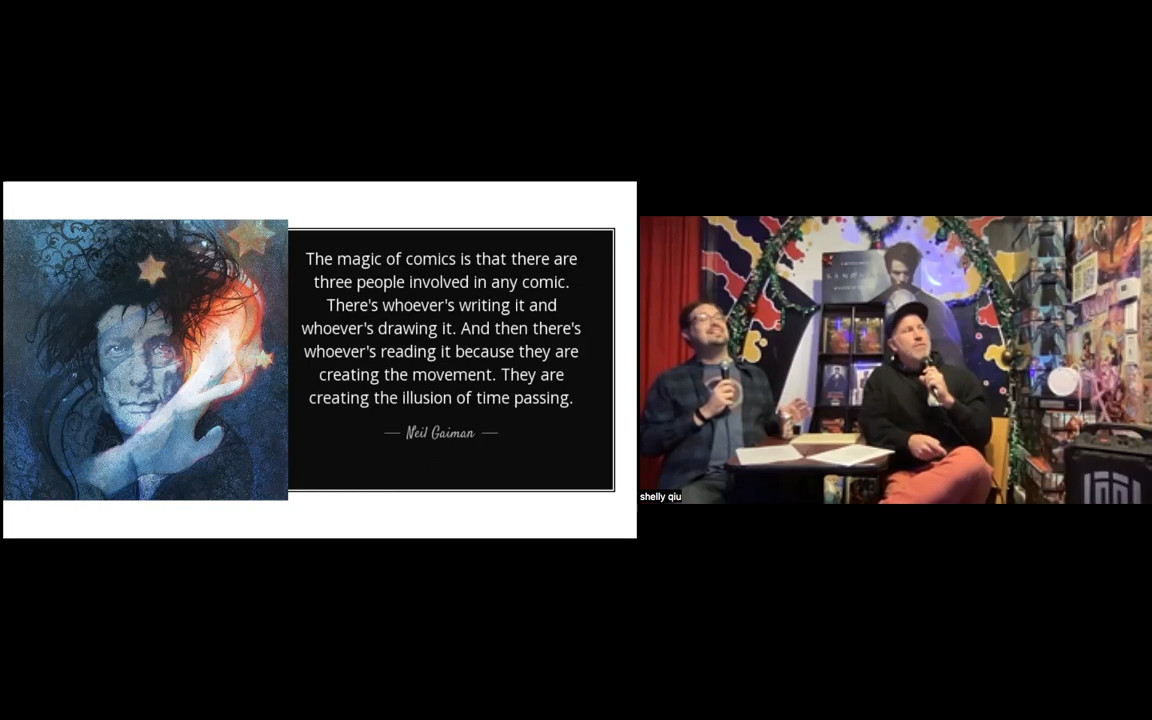 The magic of comics is that there are
three people involved in any comic.
There's whoever's writing it and
whoever's drawing it. And then there's
whoever's reading it because they are
creating the movement. They are
creating the illusion of time passing.
— Neil Gaiman —
SANDMAN
shelly qiu